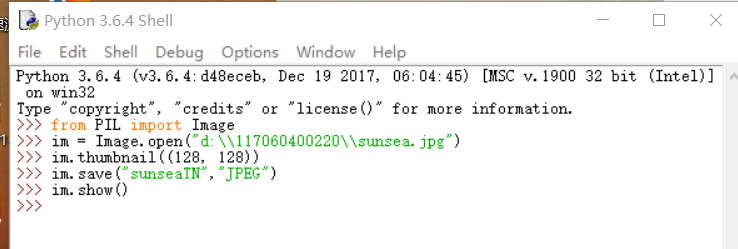 Python 3.6.4 Shell
File Edit Shell Debug Options Window Help
Python 3.6.4 (v3.6.4:d48eceb, Dec 19 2017, 06:04:45) [MSC v.1900 32 bit (Intel)]
on win32
Type "copyright", "credits" or "license()" for more information.
>>> from PIL import Image
>>> im = Image.open("d:\\117060400220\\sunsea.jpg")
>>> im.thumbnail((128, 128))
>>> im.save("sunseaTN","JPEG")
>>> im.show()
>>>